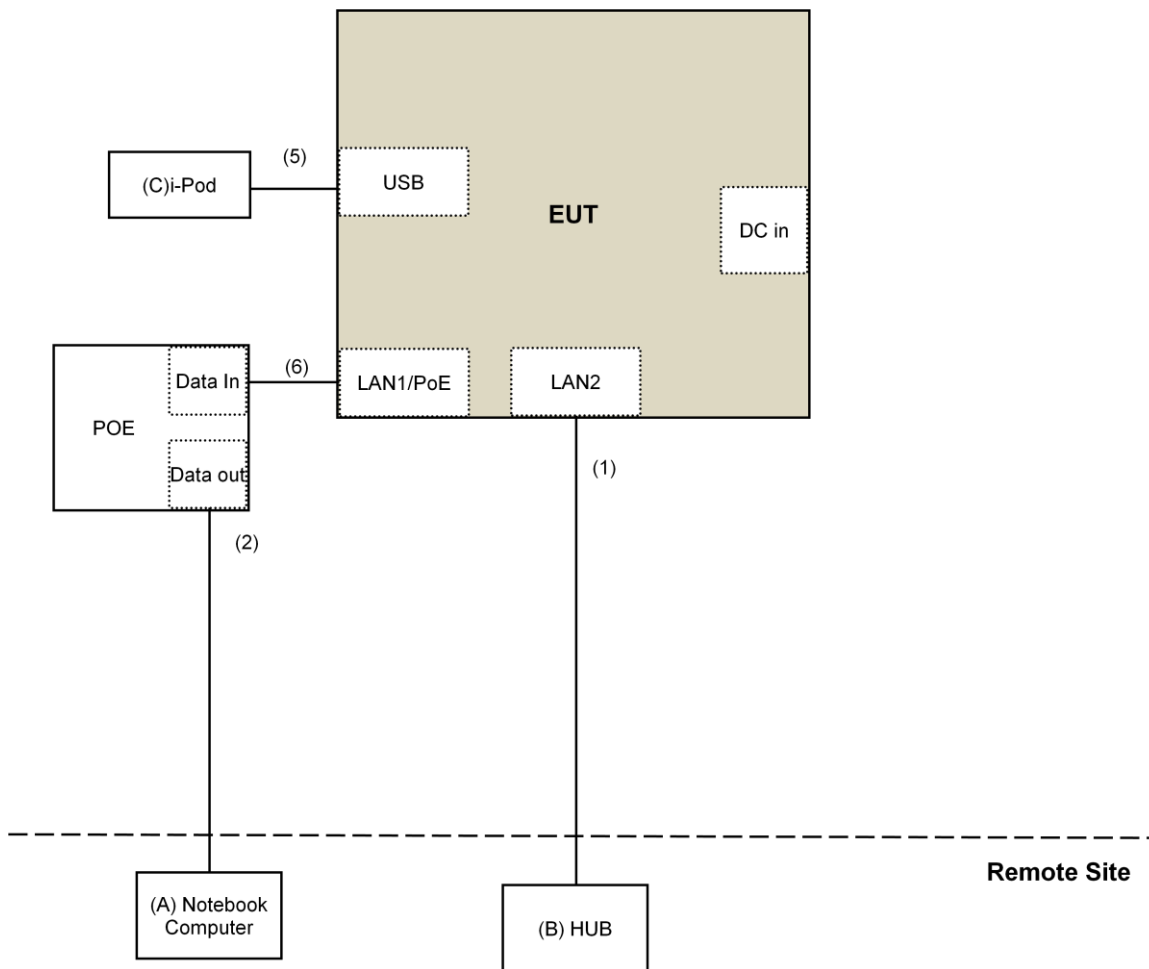 (5)
(C)i-Pod
USB
EUT
DC in
(6)
Data In
LAN1/PoE
LAN2
POE
Data out
(1)
(2)
Remote Site
(A) Notebook
Computer
(B) HUB